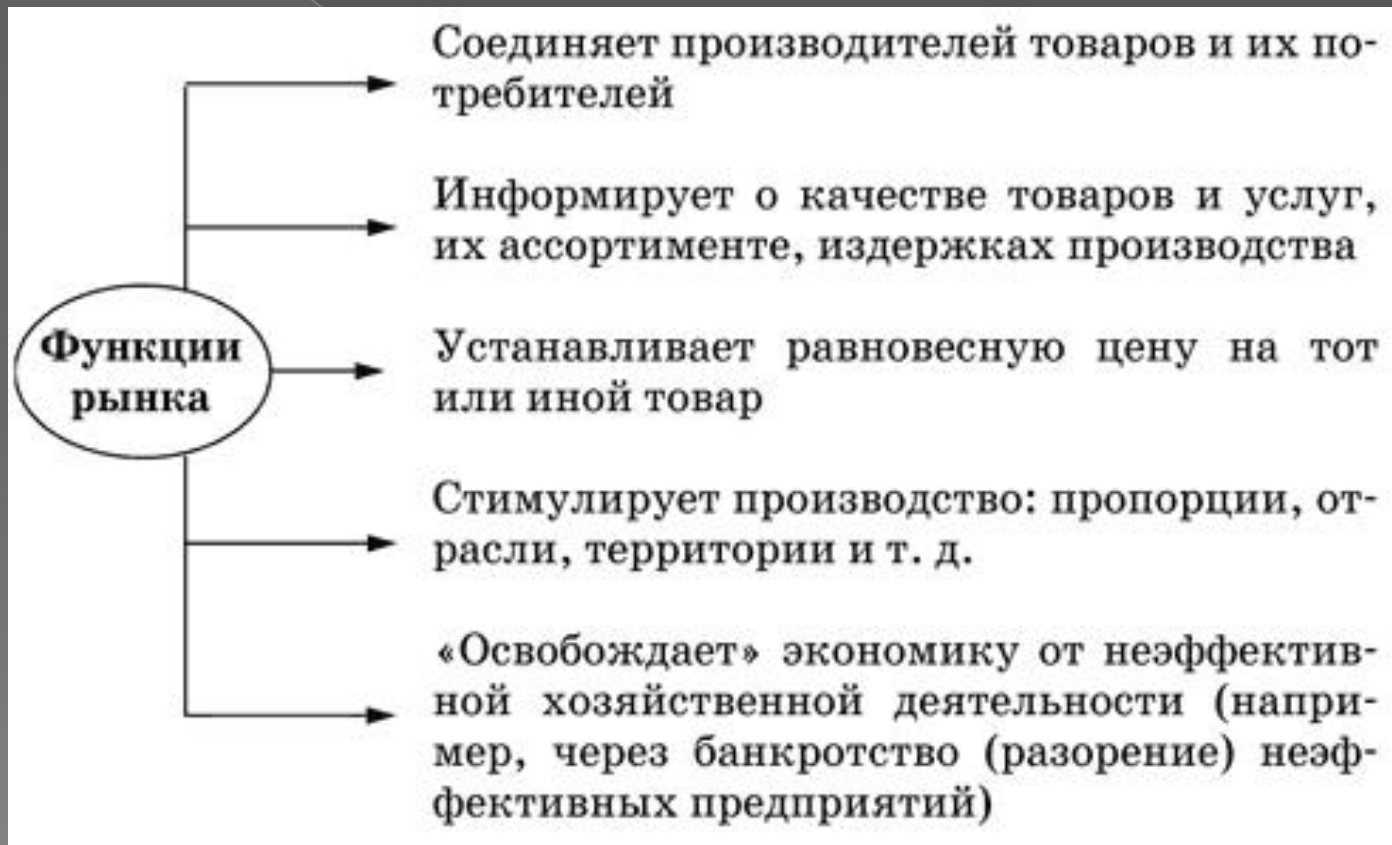 Соединяет производителей товаров и их по-
требителей
Информирует о качестве товаров и услуг,
их ассортименте, издержках производства
Функции
рынка
Устанавливает равновесную цену на тот
или иной товар
Стимулирует производство: пропорции, от-
расли, территории и т. д.
«Освобождает» экономику от неэффектив-
ной хозяйственной деятельности (напри-
мер, через банкротство (разорение) неэф-
фективных предприятий)